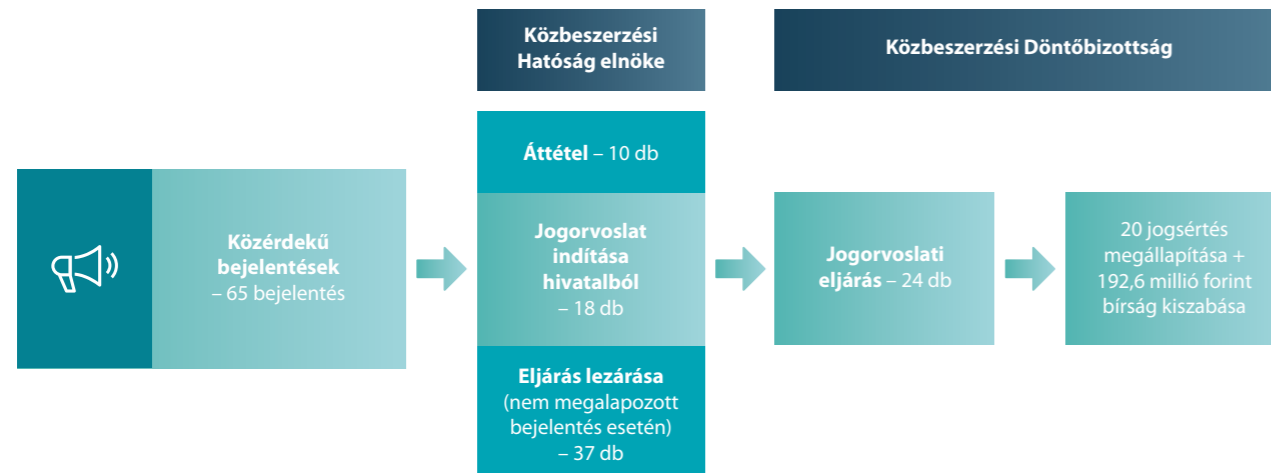 Közbeszerzési
Hatóság elnöke
Közbeszerzési Döntőbizottság
Közérdekű
bejelentések
– 65 bejelentés
Áttétel – 10 db
Jogorvoslat
indítása
hivatalból
– 18 db
Eljárás lezárása
(nem megalapozott
bejelentés esetén)
– 37 db
Jogorvoslati
eljárás – 24 db
20 jogsértés
megállapítása +
192,6 millió forint
bírság kiszabása